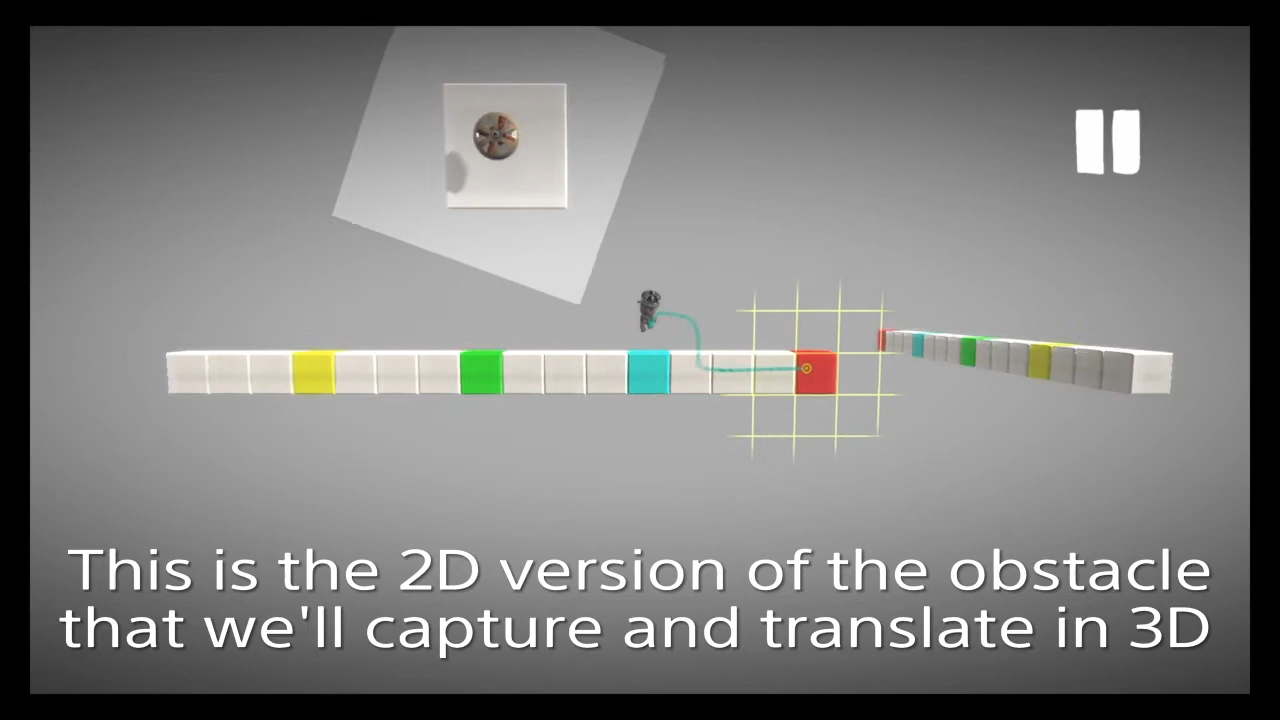 This is the 2D version of the obstacle
that we'll capture and translate in 3D